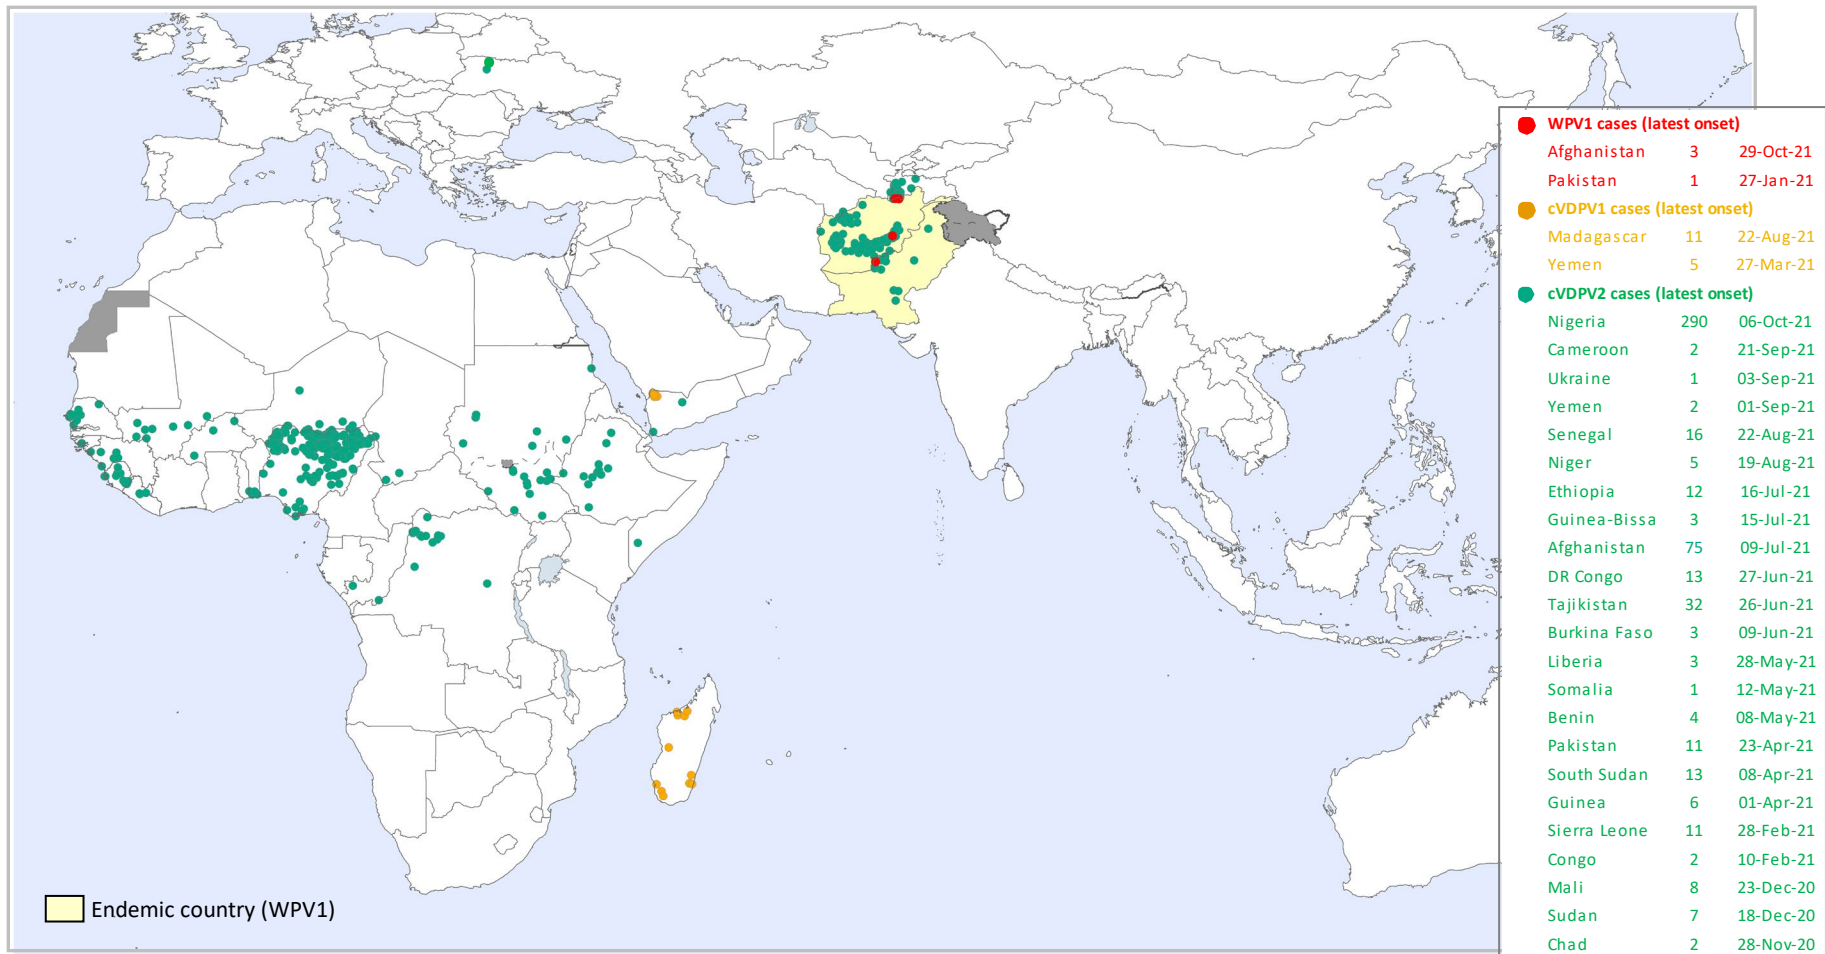 WPV1 cases (latest onset)
Afghanistan 3 29-Oct-21
Pakistan 1 27-Jan-21
cVDPV1 cases (latest onset)
Madagascar 11 22-Aug-21
Yemen 5 27-Mar-21
cVDPV2 cases (latest onset)
Nigeria 290 06-Oct-21
Cameroon 2 21-Sep-21
Ukraine 1 03-Sep-21
Yemen 2 01-Sep-21
Senegal 16 22-Aug-21
Niger 5 19-Aug-21
Ethiopia 12 16-Jul-21
Guinea-Bissa 3 15-Jul-21
Afghanistan 75 09-Jul-21
DR Congo 13 27-Jun-21
Tajikistan 32 26-Jun-21
Burkina Faso 3 09-Jun-21
Liberia 3 28-May-21
Somalia 1 12-May-21
Benin 4 08-May-21
Pakistan 11 23-Apr-21
South Sudan 13 08-Apr-21
Guinea 6 01-Apr-21
Sierra Leone 11 28-Feb-21
Congo 2 10-Feb-21
Mali 8 23-Dec-20
Sudan 7 18-Dec-20
Chad 2 28-Nov-20
Endemic country (WPV1)